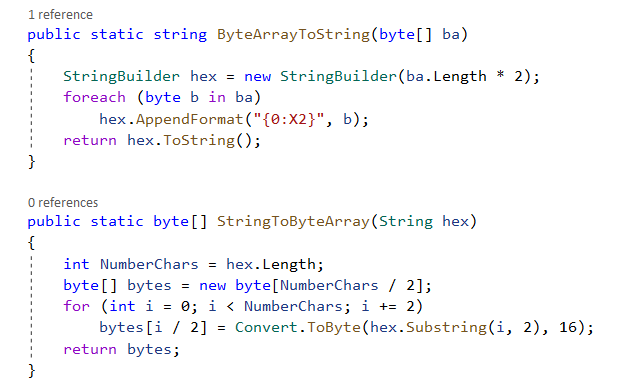 1 reference
public static string ByteArrayToString(byte[] ba)
{
StringBuilder hex = new StringBuilder(ba.Length * 2);
foreach (byte b in ba)
hex.AppendFormat("{0:X2}", b);
return hex.ToString();
}
0 references
public static byte[] StringToByteArray(String hex)
{
int NumberChars = hex.Length;
byte[] bytes = new byte[NumberChars / 2];
for (int i = 0; i < NumberChars; i += 2)
bytes[i / 2] = Convert.ToByte(hex.Substring(i, 2), 16);
return bytes;
}